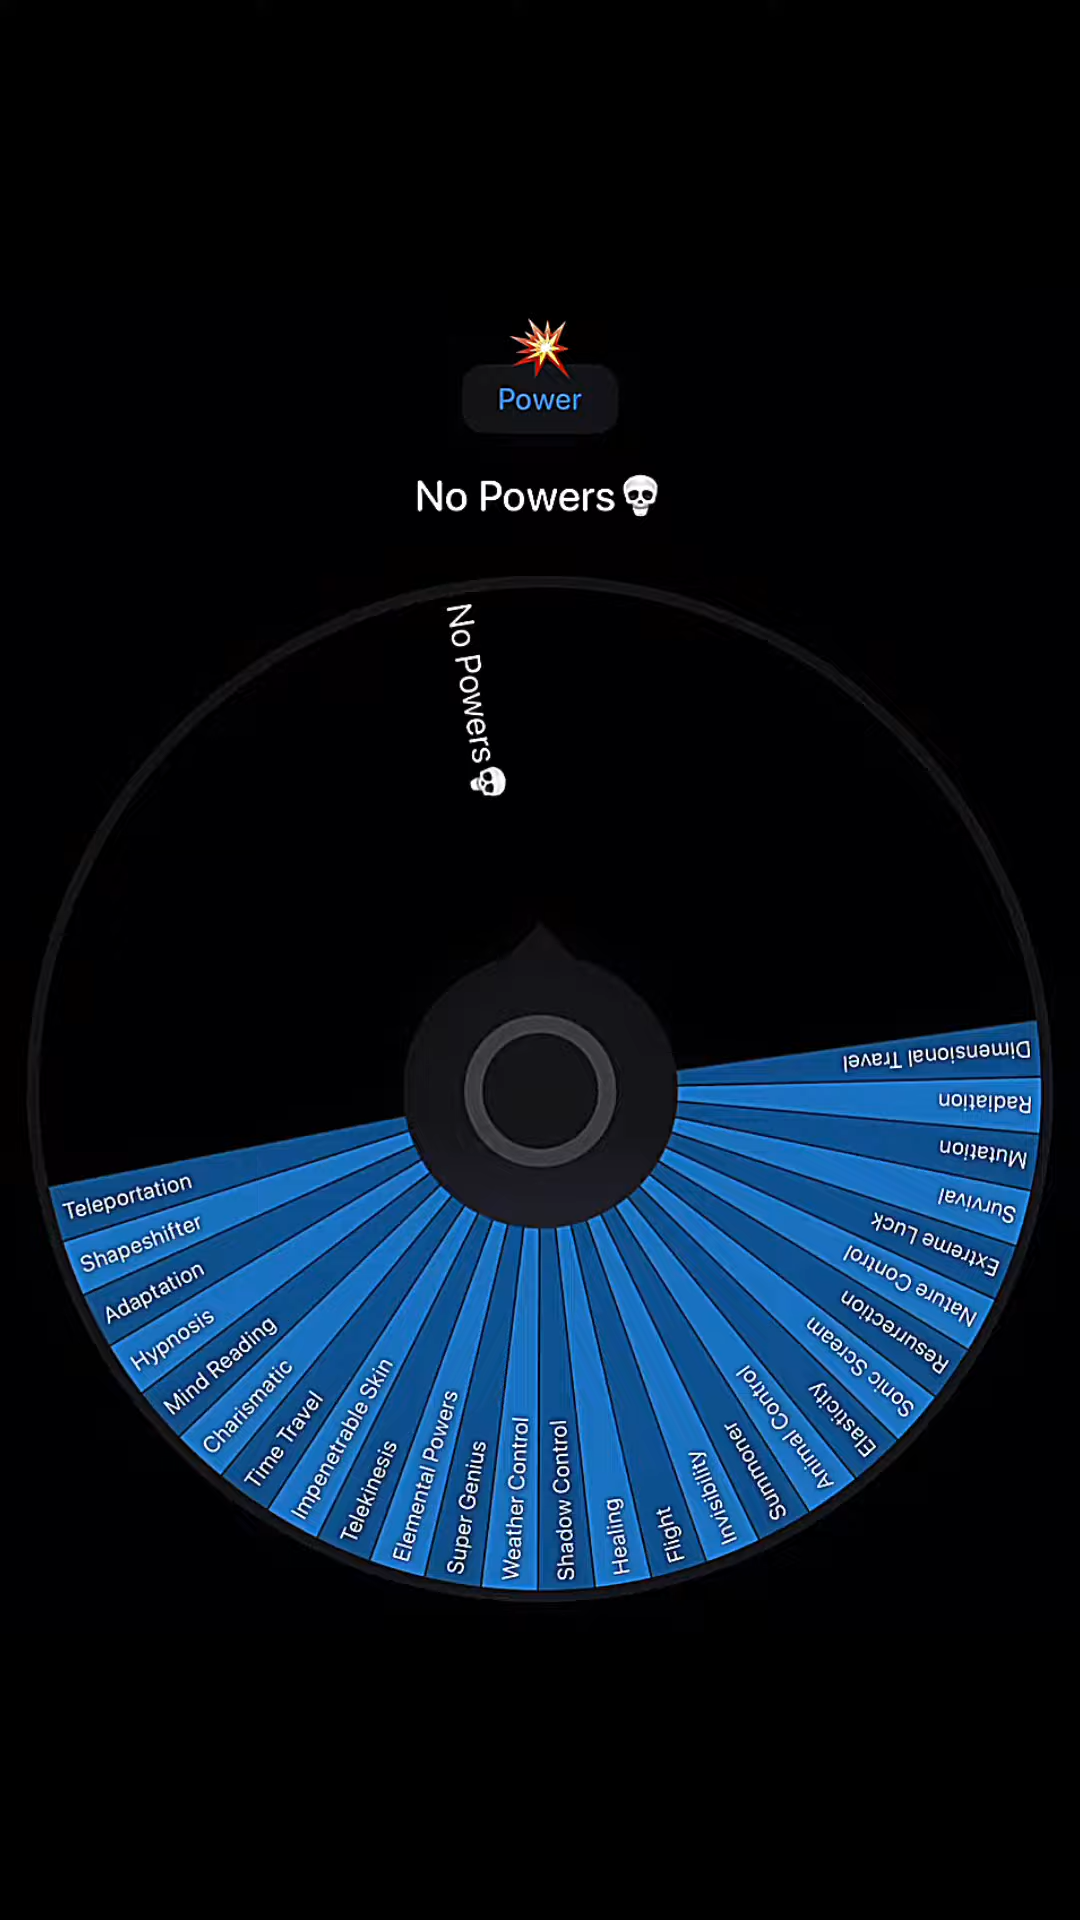 💥
Power
No Powers💀
No Powers💀
Dimensional Travel
Radiation
Mutation
Survival
Extreme Luck
Nature Control
Resurrection
Sonic Scream
Elasticity
Animal Control
Summoner
Invisibility
Flight
Healing
Shadow Control
Weather Control
Super Genius
Elemental Powers
Telekinesis
Impenetrable Skin
Time Travel
Charismatic
Mind Reading
Hypnosis
Adaptation
Shapeshifter
Teleportation